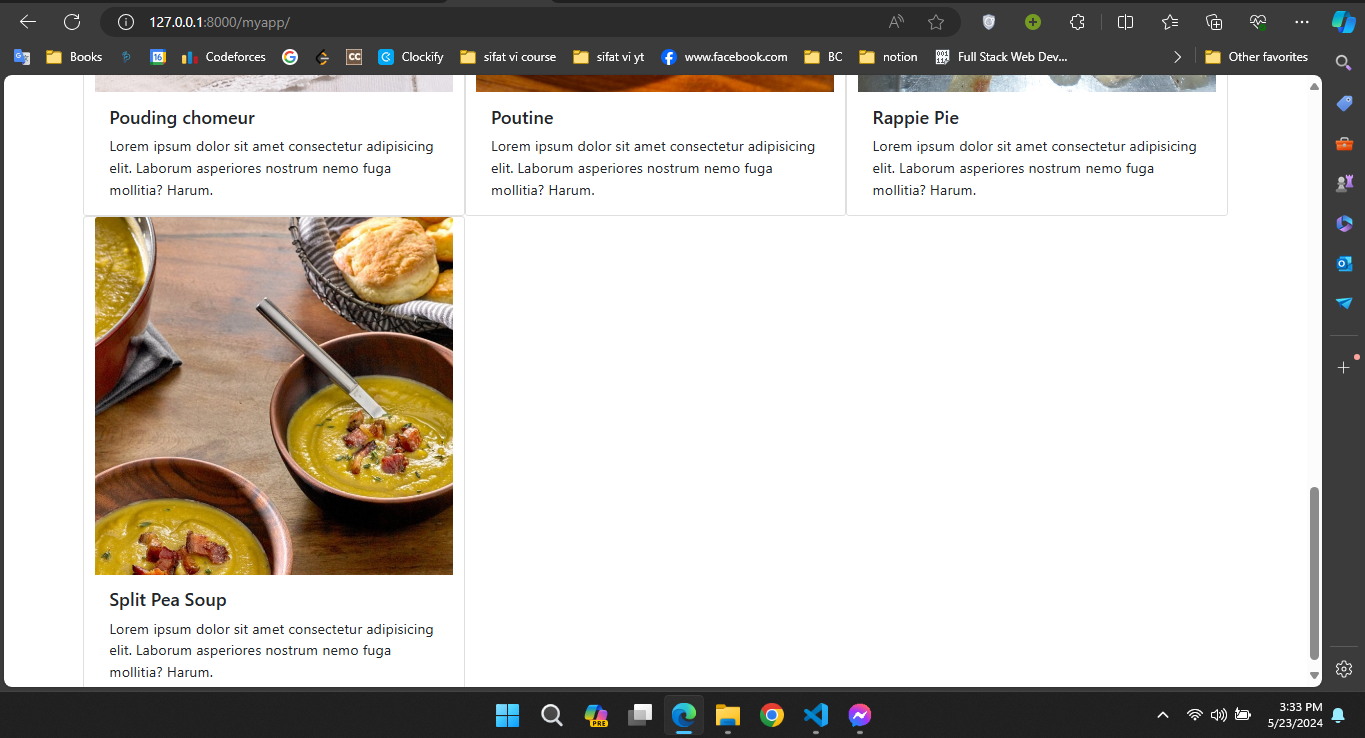 127.0.0.1:8000/myapp/
Books
16
Codeforces
CC
Clockify
sifat vi course
sifat vi yt
www.facebook.com
BC
notion
Full Stack Web Dev...
Other favorites
Pouding chomeur
Poutine
Rappie Pie
Lorem ipsum dolor sit amet consectetur adipisicing
elit. Laborum asperiores nostrum nemo fuga
mollitia? Harum.
Lorem ipsum dolor sit amet consectetur adipisicing
elit. Laborum asperiores nostrum nemo fuga
mollitia? Harum.
Lorem ipsum dolor sit amet consectetur adipisicing
elit. Laborum asperiores nostrum nemo fuga
mollitia? Harum.
Split Pea Soup
Lorem ipsum dolor sit amet consectetur adipisicing
elit. Laborum asperiores nostrum nemo fuga
mollitia? Harum.
PRE
3:33 PM
5/23/2024